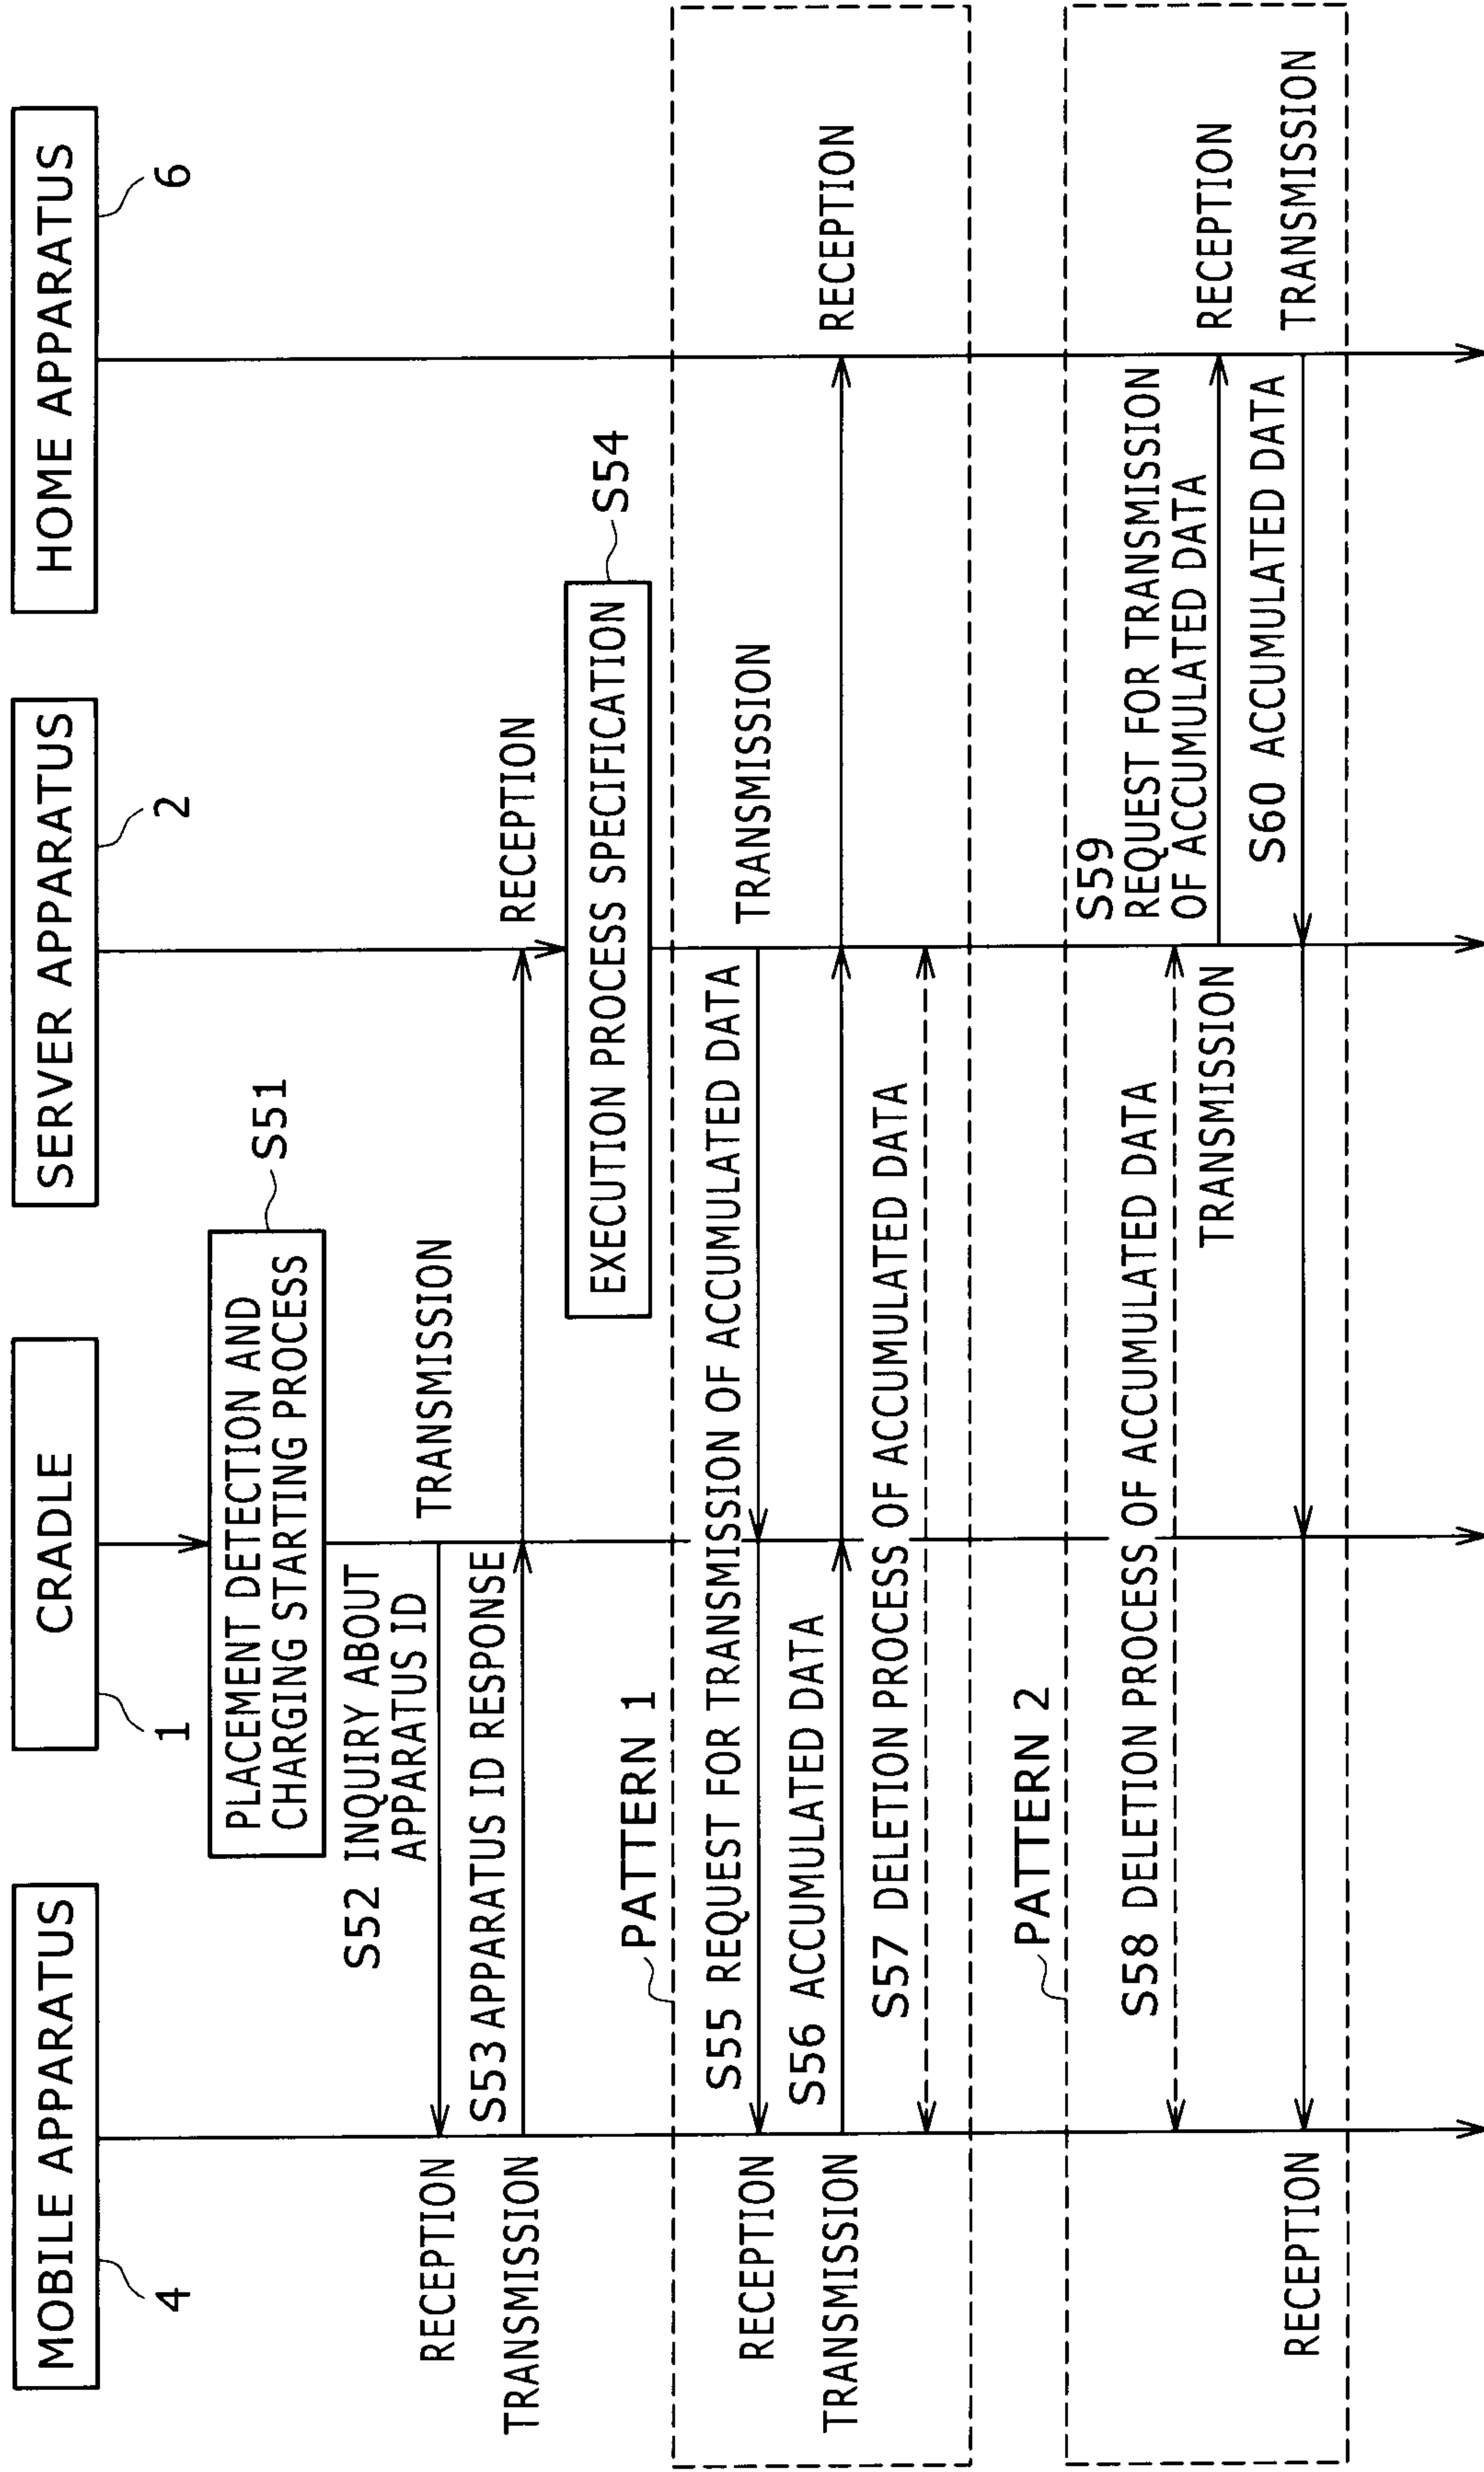 MOBILE APPARATUS
CRADLE
SERVER APPARATUS
HOME APPARATUS
4
1
2
6
PLACEMENT DETECTION AND
CHARGING STARTING PROCESS
S51
S52 INQUIRY ABOUT
APPARATUS ID
RECEPTION
TRANSMISSION
S53 APPARATUS ID RESPONSE
TRANSMISSION
RECEPTION
EXECUTION PROCESS SPECIFICATION
S54
PATTERN 1
S55 REQUEST FOR TRANSMISSION OF ACCUMULATED DATA
RECEPTION
TRANSMISSION
S56 ACCUMULATED DATA
TRANSMISSION
RECEPTION
S57 DELETION PROCESS OF ACCUMULATED DATA
PATTERN 2
S58 DELETION PROCESS OF ACCUMULATED DATA
S59
REQUEST FOR TRANSMISSION
OF ACCUMULATED DATA
TRANSMISSION
RECEPTION
S60 ACCUMULATED DATA
RECEPTION
TRANSMISSION